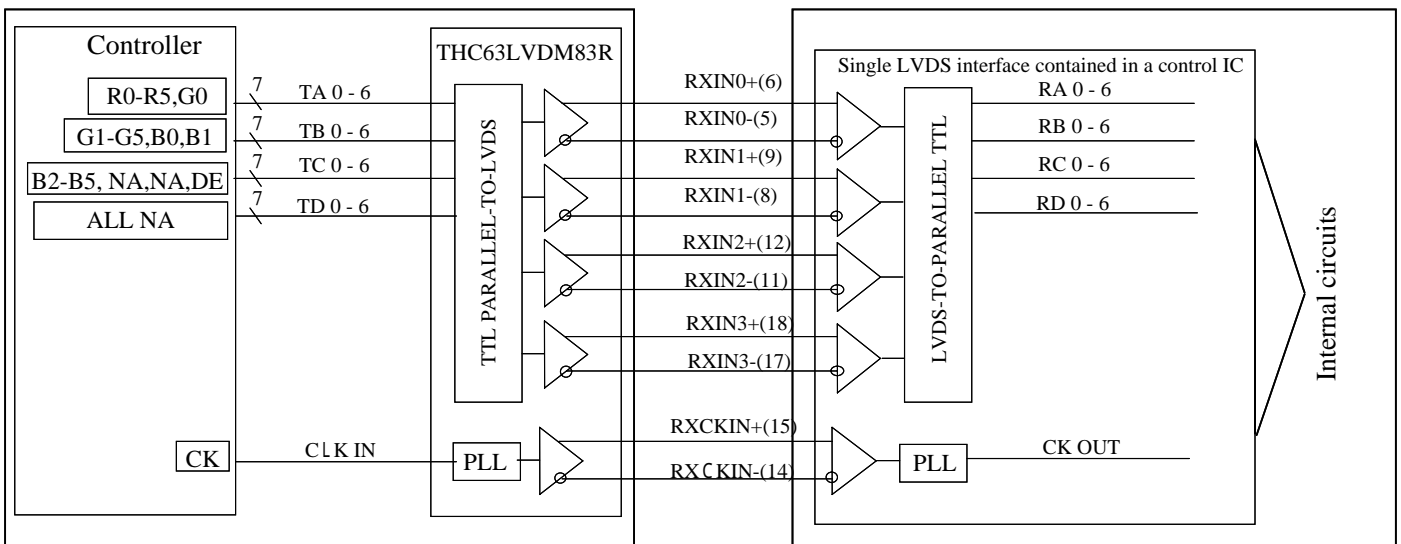 Controller
R0-R5,G0
G1-G5,B0,B1
B2-B5, NA,NA,DE
ALL NA
CK
7
TA 0 - 6
7
TB 0 - 6
7
TC 0 - 6
7
TD 0 - 6
CLK IN
THC63LVDM83R
TTL PARALLEL-TO-LVDS
PLL
RXIN0+(6)
RXIN0-(5)
RXIN1+(9)
RXIN1-(8)
RXIN2+(12)
RXIN2-(11)
RXIN3+(18)
RXIN3-(17)
RXCKIN+(15)
RXCKIN-(14)
Single LVDS interface contained in a control IC
LVDS-TO-PARALLEL TTL
PLL
RA 0 - 6
RB 0 - 6
RC 0 - 6
RD 0 - 6
CK OUT
Internal circuits